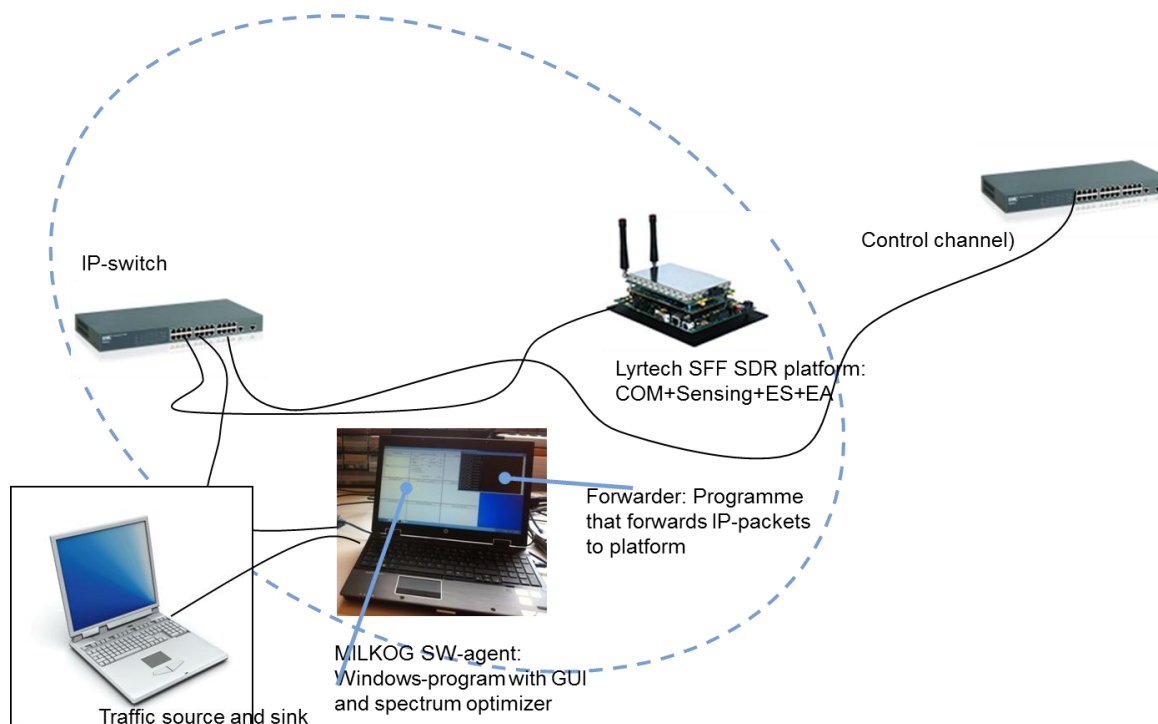 IP-switch
Control channel)
Lyrtech SFF SDR platform:
COM+Sensing+ES+EA
Forwarder: Programme
that forwards IP-packets
to platform
MILKOG SW-agent:
Windows-program with GUI
and spectrum optimizer
Traffic source and sink